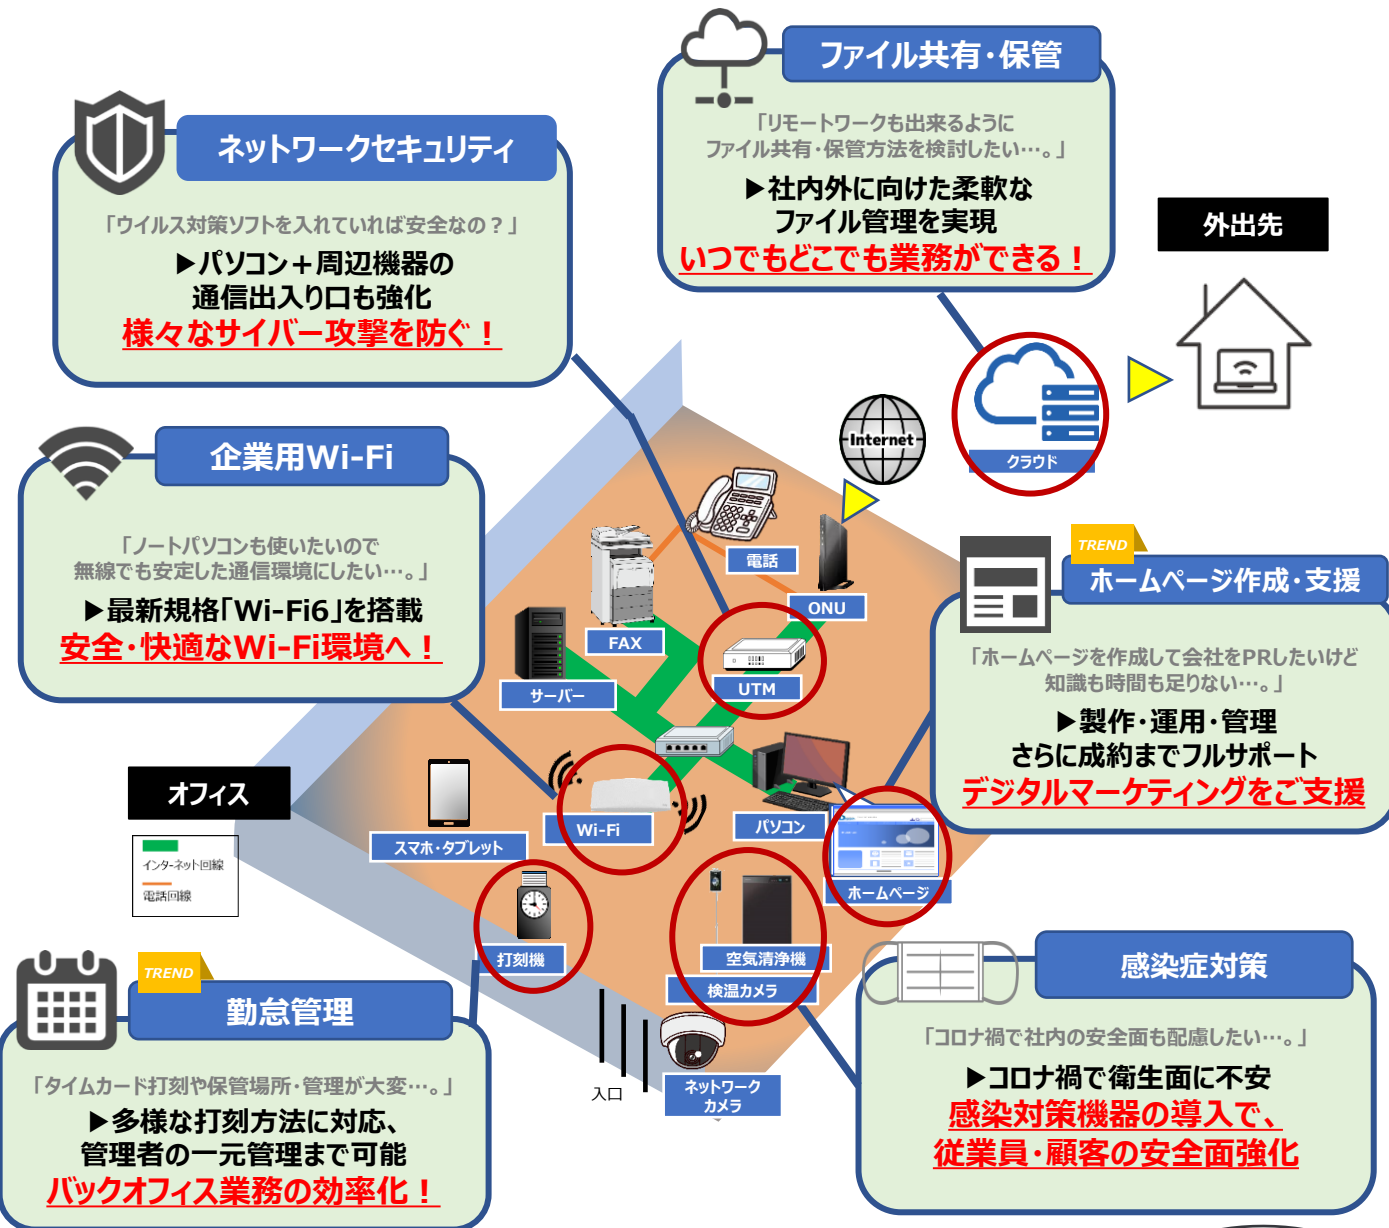 ファイル共有・保管
「リモートワークも出来るように
ファイル共有・保管方法を検討したい…。」
▶社内外に向けた柔軟な
ファイル管理を実現
いつでもどこでも業務ができる！
ネットワークセキュリティ
「ウイルス対策ソフトを入れていれば安全なの？」
▶パソコン＋周辺機器の
通信出入り口も強化
様々なサイバー攻撃を防ぐ！
外出先
クラウド
Internet
企業用Wi-Fi
「ノートパソコンも使いたいので
無線でも安定した通信環境にしたい…。」
▶最新規格「Wi-Fi6」を搭載
安全・快適なWi-Fi環境へ！
電話
ONU
FAX
UTM
サーバー
TREND
ホームページ作成・支援
「ホームページを作成して会社をPRしたいけど
知識も時間も足りない…。」
▶製作・運用・管理
さらに成約までフルサポート
デジタルマーケティングをご支援
オフィス
インターネット回線
電話回線
Wi-Fi
パソコン
スマホ・タブレット
ホームページ
打刻機
空気清浄機
検温カメラ
入口
ネットワーク
カメラ
TREND
勤怠管理
「タイムカード打刻や保管場所・管理が大変…。」
▶多様な打刻方法に対応、
管理者の一元管理まで可能
バックオフィス業務の効率化！
感染症対策
「コロナ禍で社内の安全面も配慮したい…。」
▶コロナ禍で衛生面に不安
感染対策機器の導入で、
従業員・顧客の安全面強化